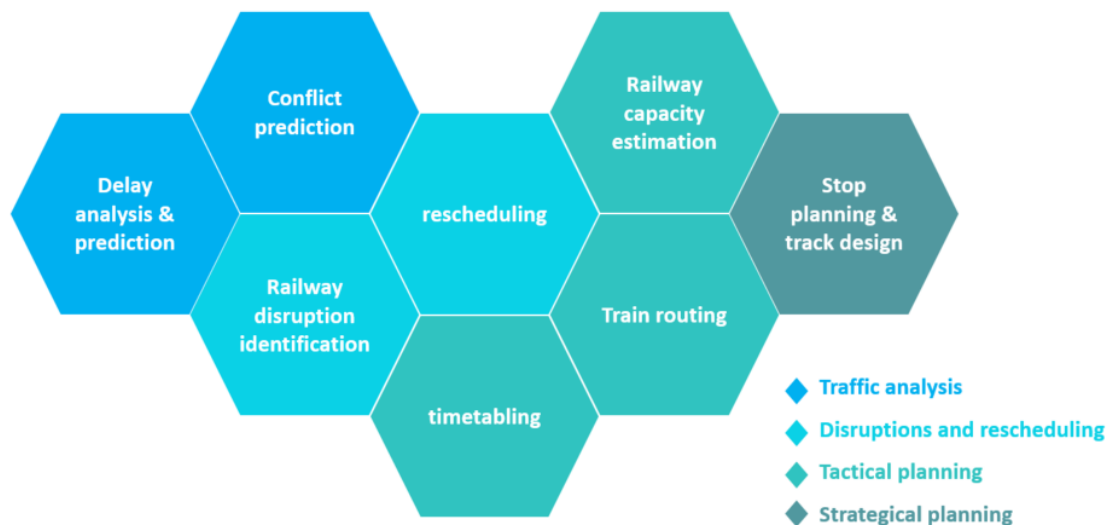 Conflict
prediction
Railway
capacity
estimation
Delay
analysis &
prediction
rescheduling
Stop
planning &
track design
Railway
disruption
identification
Train routing
timetabling
Traffic analysis
Disruptions and rescheduling
Tactical planning
Strategical planning